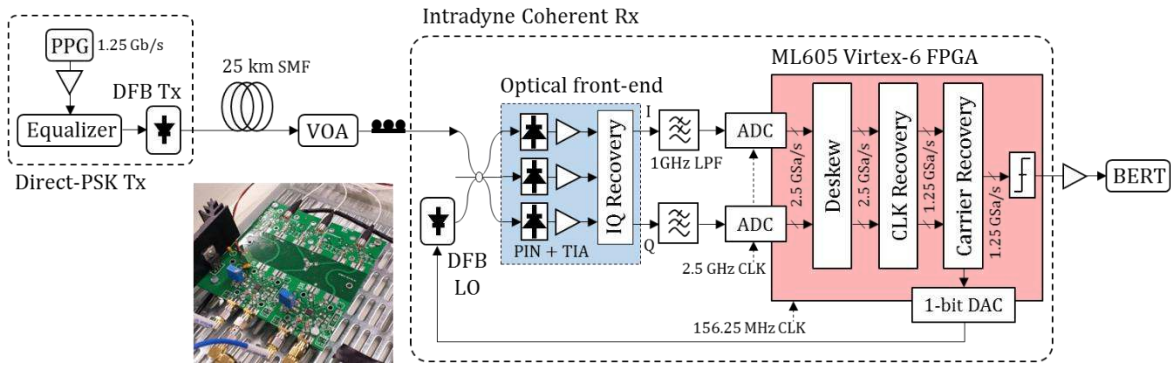 Intradyne Coherent Rx
PPG
1.25 Gb/s
Equalizer
DFB Tx
Direct-PSK Tx
25 km SMF
VOA
DFB
LO
Optical front-end
PIN + TIA
IQ Recovery
I
Q
1GHz LPF
ADC
ADC
2.5 GHz CLK
156.25 MHz CLK
ML605 Virtex-6 FPGA
2.5 GSa/s
Deskew
2.5 GSa/s
CLK Recovery
1.25 GSa/s
Carrier Recovery
1.25 GSa/s
1-bit DAC
BERT